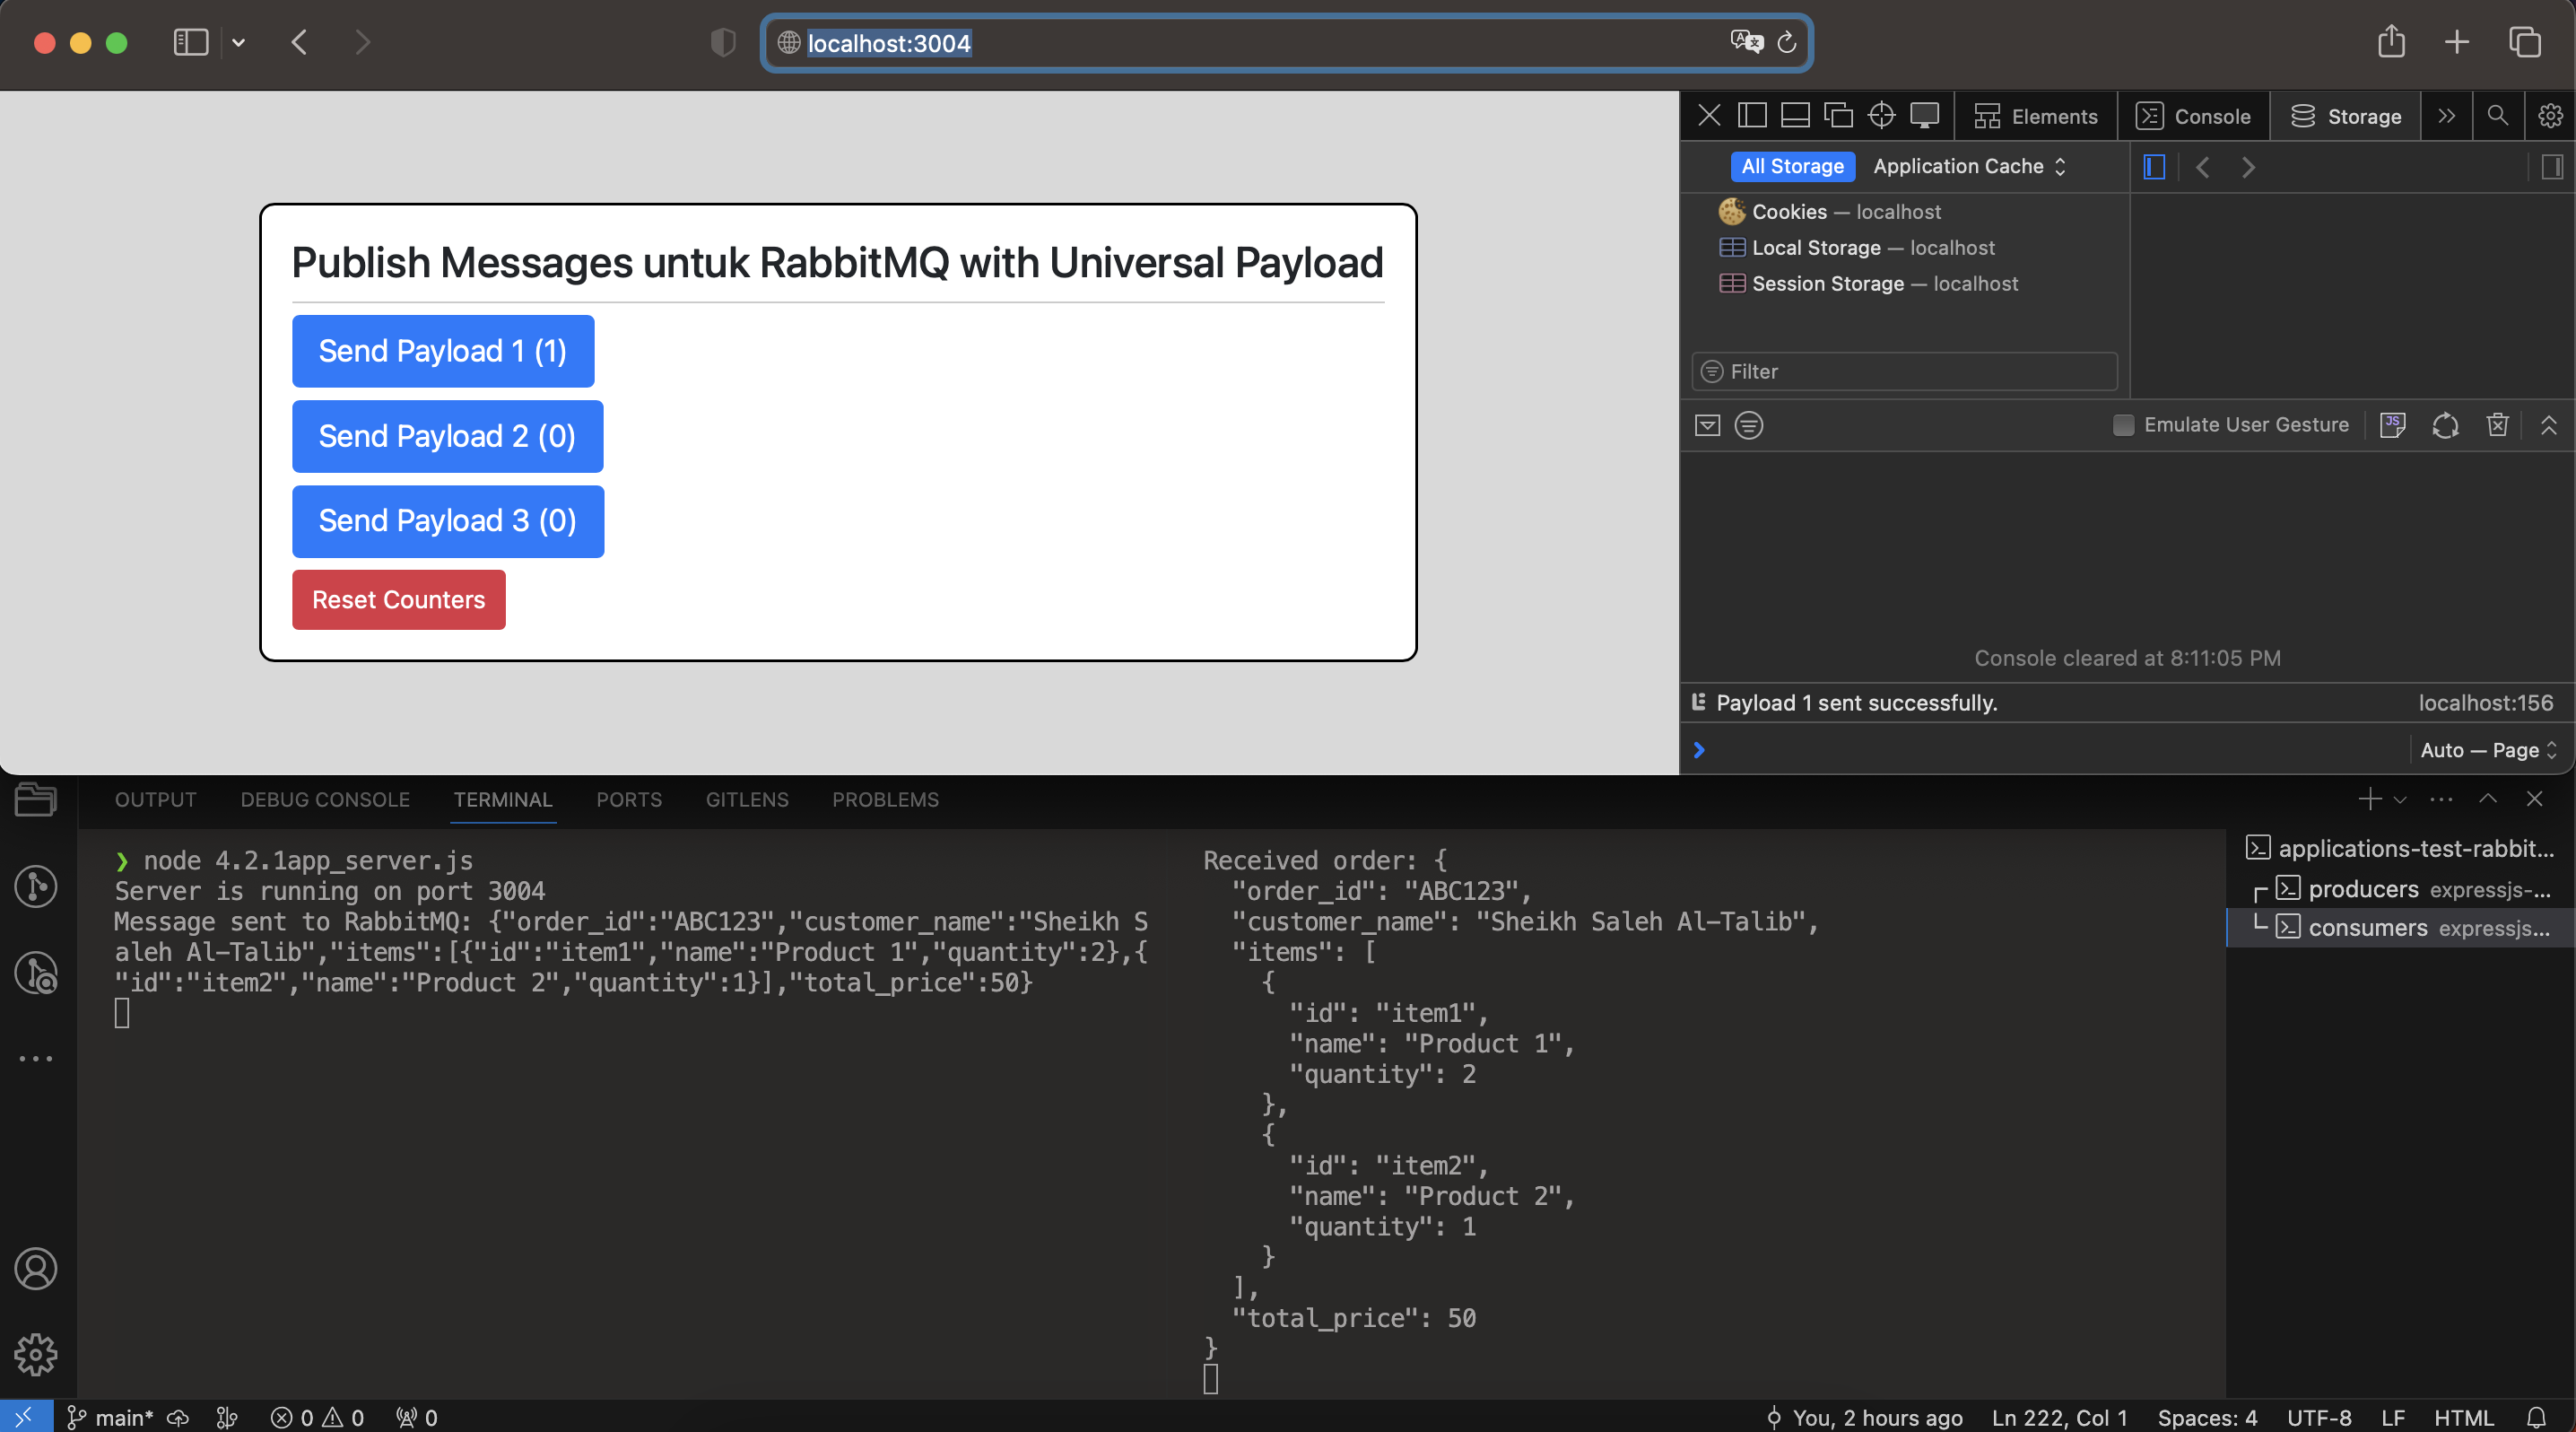 localhost:3004
Elements
Console
Storage
All Storage
Application Cache
Cookies — localhost
Local Storage — localhost
Session Storage — localhost
Filter
Emulate User Gesture
Console cleared at 8:11:05 PM
Payload 1 sent successfully.
localhost:156
Auto — Page
Publish Messages untuk RabbitMQ with Universal Payload
Send Payload 1 (1)
Send Payload 2 (0)
Send Payload 3 (0)
Reset Counters
OUTPUT
DEBUG CONSOLE
TERMINAL
PORTS
GITLENS
PROBLEMS
❯ node 4.2.1app_server.js
Server is running on port 3004
Message sent to RabbitMQ: {"order_id":"ABC123","customer_name":"Sheikh S
aleh Al-Talib","items":[{"id":"item1","name":"Product 1","quantity":2},{
"id":"item2","name":"Product 2","quantity":1}],"total_price":50}
Received order: {
"order_id": "ABC123",
"customer_name": "Sheikh Saleh Al-Talib",
"items": [
{
"id": "item1",
"name": "Product 1",
"quantity": 2
},
{
"id": "item2",
"name": "Product 2",
"quantity": 1
}
],
"total_price": 50
}
applications-test-rabbit...
producers expressjs-...
consumers expressjs...
main*
0
0
0
You, 2 hours ago
Ln 222, Col 1
Spaces: 4
UTF-8
LF
HTML